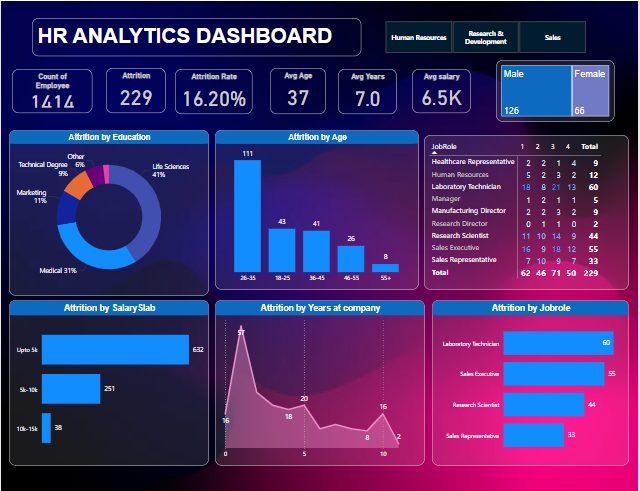 HR ANALYTICS DASHBOARD
Human Resources
Research & Development
Sales
Count of Employee
1414
Attrition
229
Attrition Rate
16.20%
Avg Age
37
Avg Years
7.0
Avg salary
6.5K
Male
126
Female
66
Attrition by Education
Other 6%
Technical Degree 9%
Marketing 11%
Medical 31%
Life Sciences 41%
Attrition by Age
111
43
41
26
8
26-35 18-25 36-45 46-55 55+
JobRole 1 2 3 4 Total
Healthcare Representative 2 2 1 4 9
Human Resources 5 2 3 2 12
Laboratory Technician 18 8 21 13 60
Manager 1 2 1 1 5
Manufacturing Director 2 2 3 2 9
Research Director 0 1 1 0 2
Research Scientist 11 10 14 9 44
Sales Executive 16 9 18 12 55
Sales Representative 7 10 9 7 33
Total 62 46 71 50 229
Attrition by SalarySlab
Upto 5k 632
5k-10k 251
10k-15k 38
Attrition by Years at company
57
16
18
20
8
16
2
0 5 10
Attrition by Jobrole
Laboratory Technician 60
Sales Executive 55
Research Scientist 44
Sales Representative 33